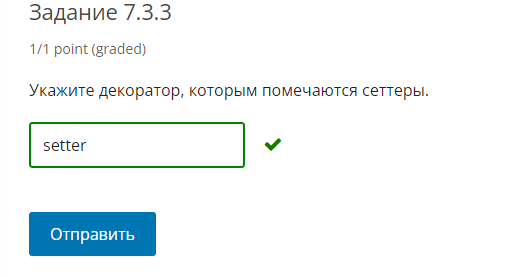 Задание 7.3.3
1/1 point (graded)
Укажите декоратор, которым помечаются сеттеры.
setter
Отправить